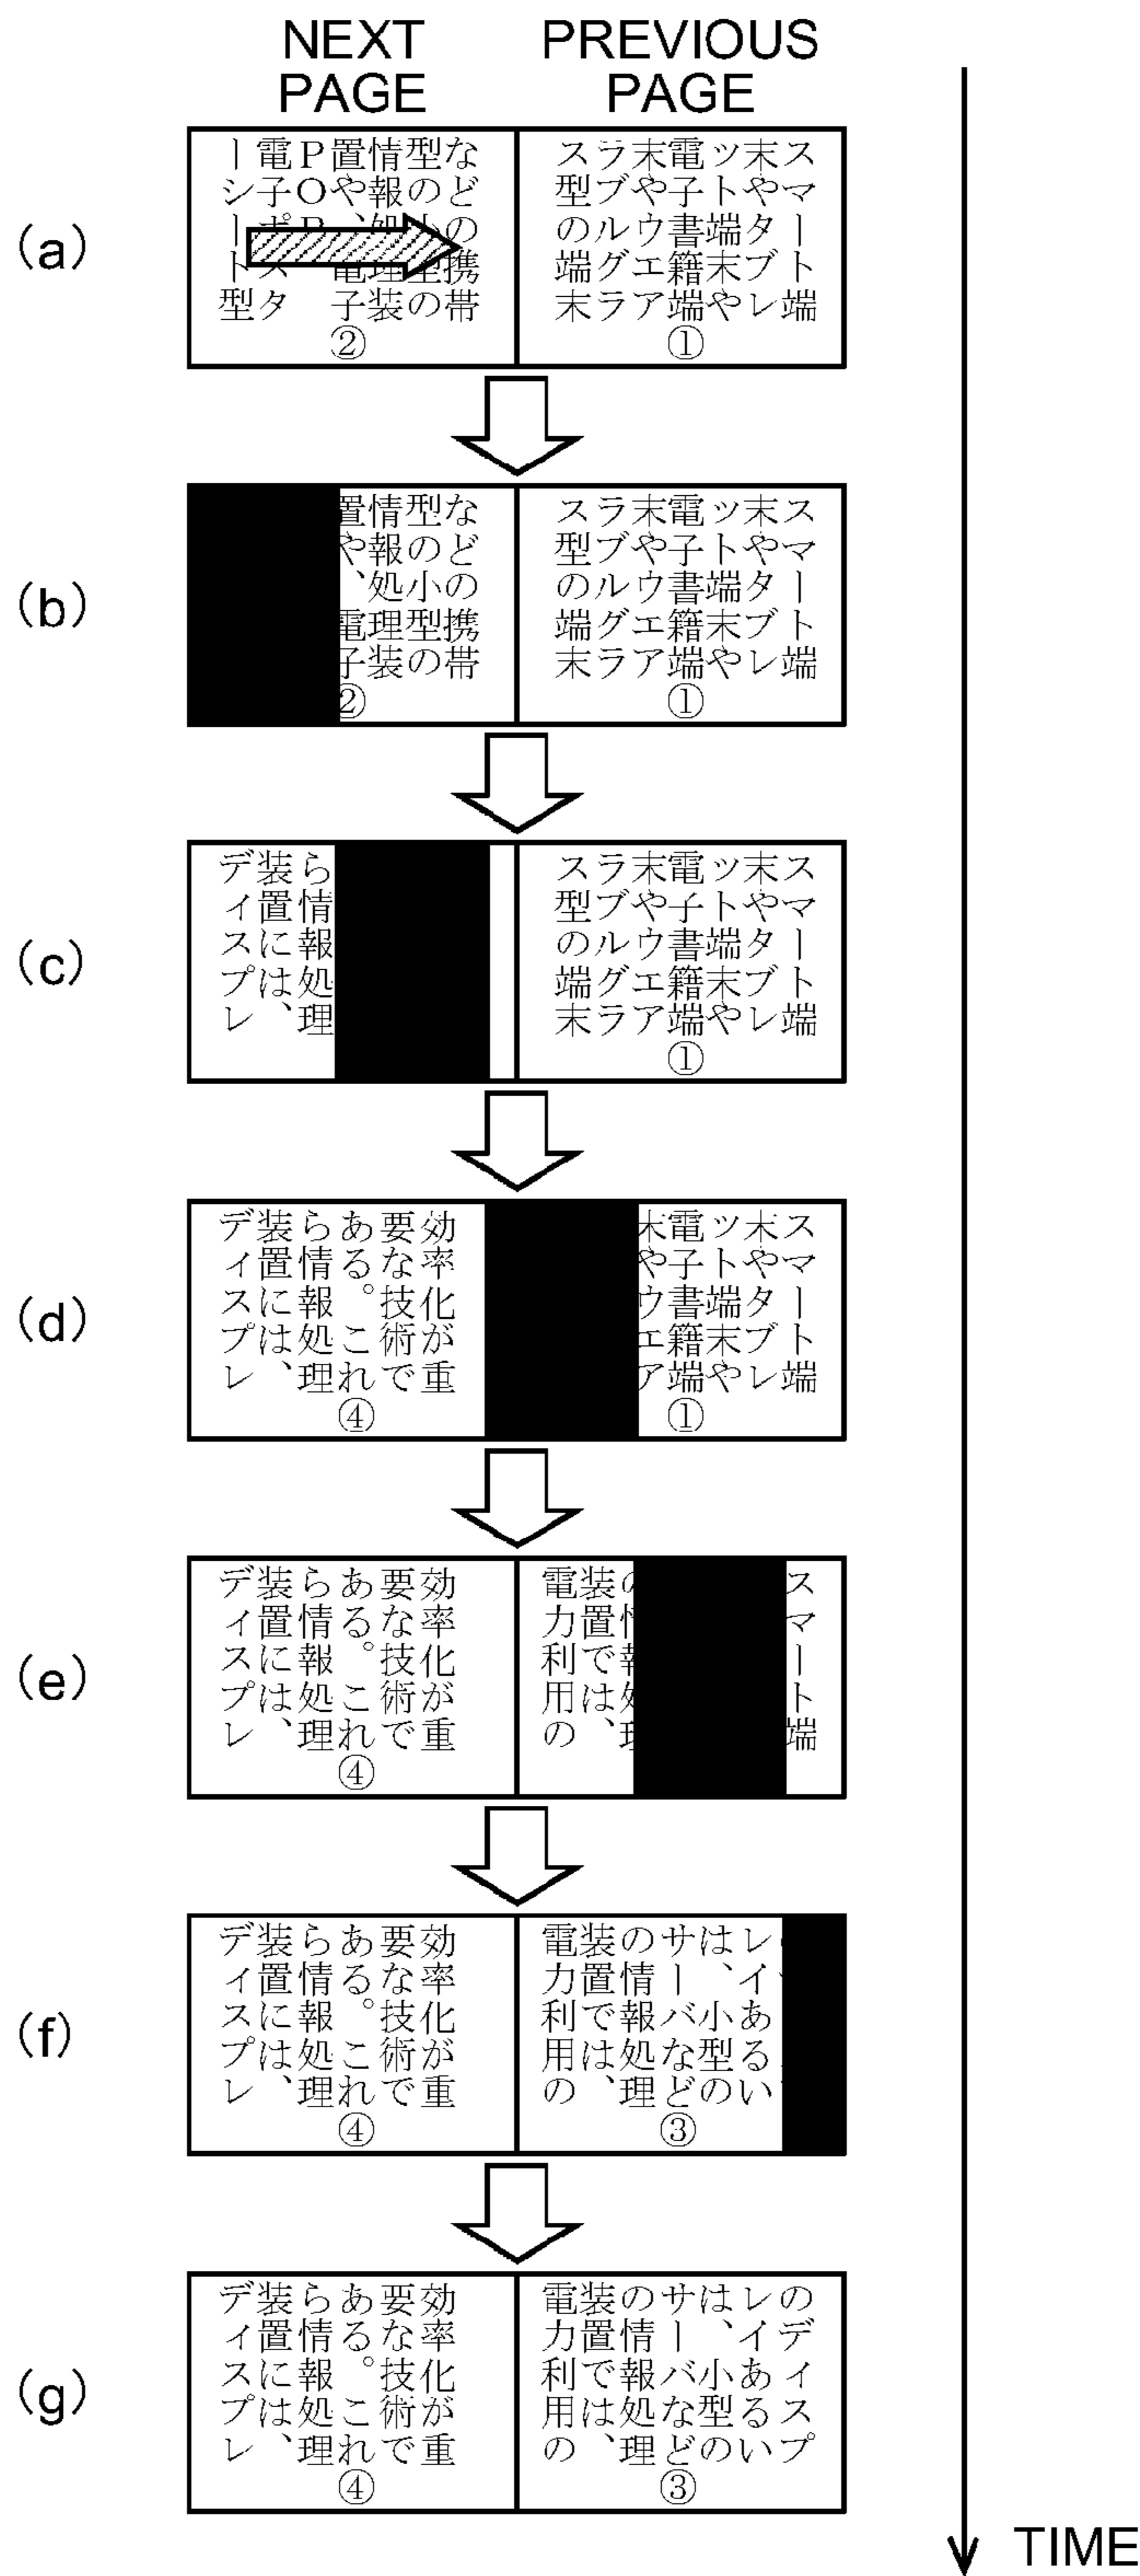 NEXT PAGE
PREVIOUS PAGE
(a)
スマート端
末やタブレ
ット端末や
電子書籍端
末やウエア
ラブルグラ
ス型の端末
①
などの携帯
型の小型の
情報処理装
置や、電子
POP
電子ポスタ
ーシート型
②
(b)
スマート端
末やタブレ
ット端末や
電子書籍端
末やウエア
ラブルグラ
ス型の端末
①
などの携帯
型の小型の
情報処理装
置や、電子
②
(c)
スマート端
末やタブレ
ット端末や
電子書籍端
末やウエア
ラブルグラ
ス型の端末
①
ら情報処理
装置には、
ディスプレ
(d)
スマート端
末やタブレ
ット端末や
電子書籍端
末やウエア
①
効率化が重
要な技術で
ある。これ
ら情報処理
装置には、
ディスプレ
④
(e)
スマート端
の情報処理
装置では、
電力利用の
効率化が重
要な技術で
ある。これ
ら情報処理
装置には、
ディスプレ
④
(f)
レイあるい
は、小型の
サーバなど
の情報処理
装置では、
電力利用の
③
効率化が重
要な技術で
ある。これ
ら情報処理
装置には、
ディスプレ
④
(g)
のディスプ
レイあるい
は、小型の
サーバなど
の情報処理
装置では、
電力利用の
③
効率化が重
要な技術で
ある。これ
ら情報処理
装置には、
ディスプレ
④
TIME